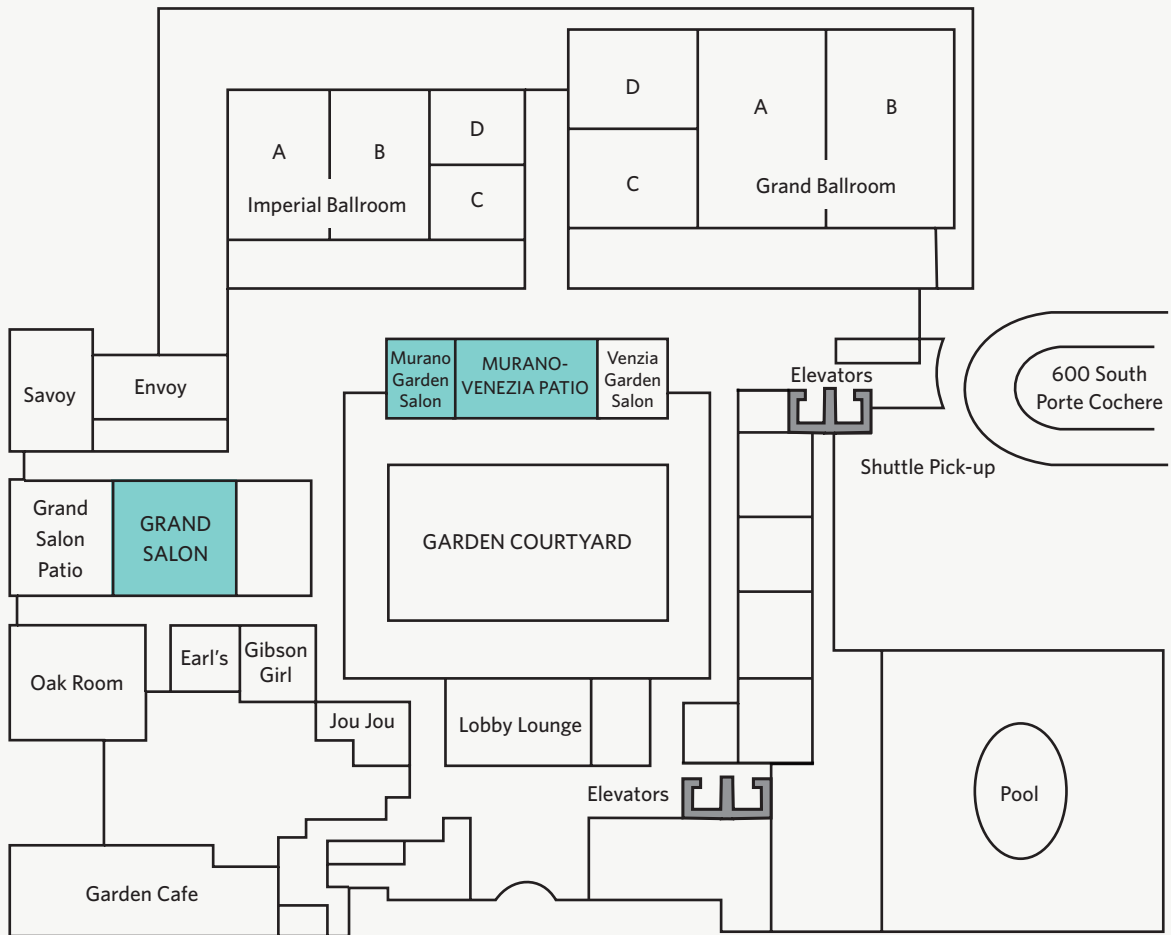 D
A
B
A
B
D
C
Grand Ballroom
Imperial Ballroom
C
Murano
Garden
Salon
MURANO-
VENEZIA PATIO
Venzia
Garden
Salon
Savoy
Envoy
Elevators
600 South
Porte Cochere
Shuttle Pick-up
Grand
Salon
Patio
GRAND
SALON
GARDEN COURTYARD
Oak Room
Earl's
Gibson
Girl
Jou Jou
Lobby Lounge
Elevators
Pool
Garden Cafe